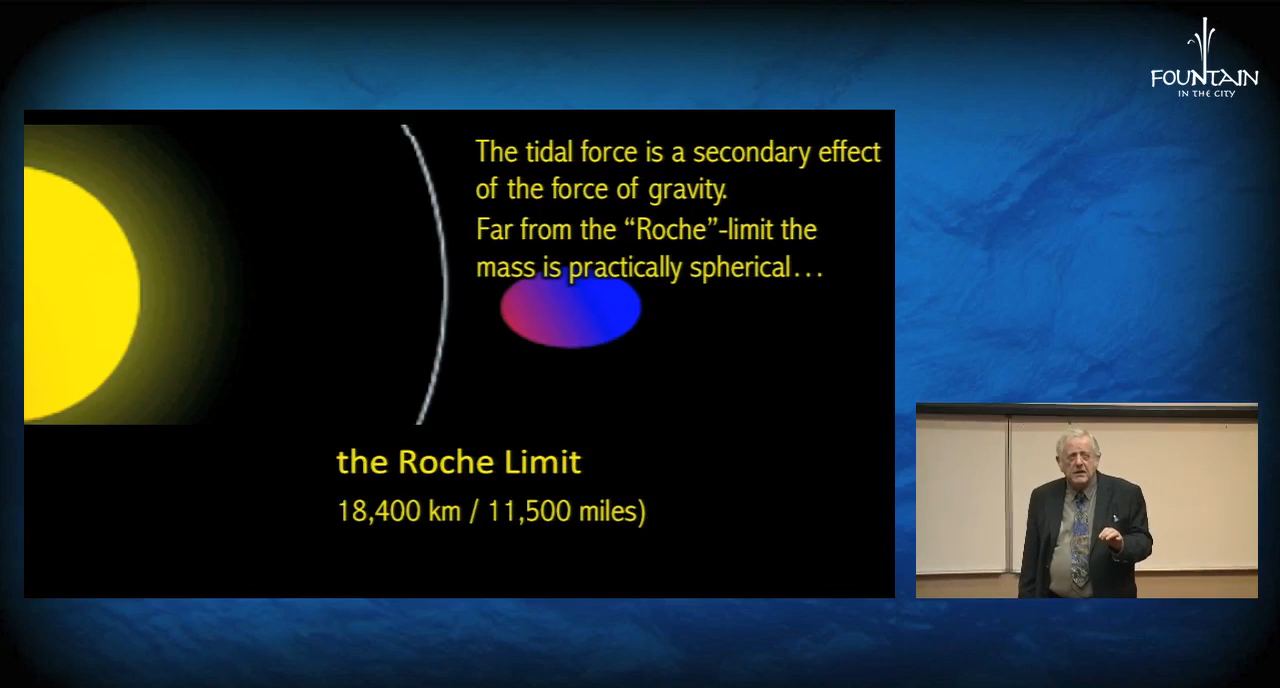 FOUNTAIN
IN THE CITY
The tidal force is a secondary effect
of the force of gravity.
Far from the “Roche”-limit the
mass is practically spherical…
the Roche Limit
18,400 km / 11,500 miles)